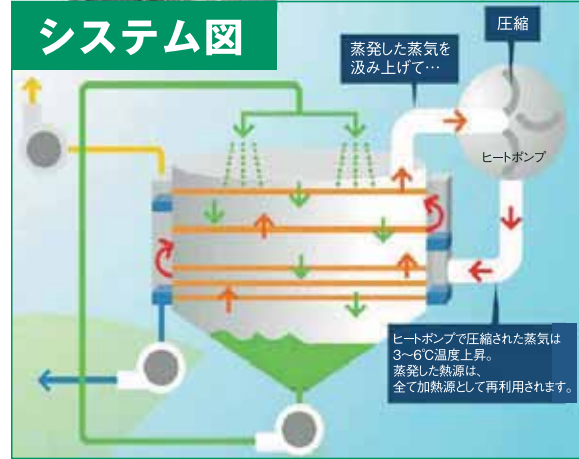 システム図
圧縮
蒸発した蒸気を
汲み上げて…
ヒートポンプ
ヒートポンプで圧縮された蒸気は
3〜6℃温度上昇。
蒸発した熱源は、
全て加熱源として再利用されます。